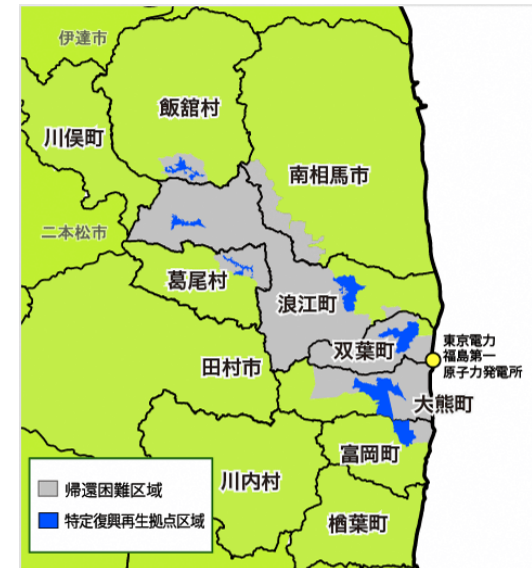 伊達市
飯舘村
川俣町
南相馬市
二本松市
葛尾村
浪江町
双葉町
東京電力
福島第一
原子力発電所
田村市
大熊町
富岡町
川内村
楢葉町
帰還困難区域
特定復興再生拠点区域